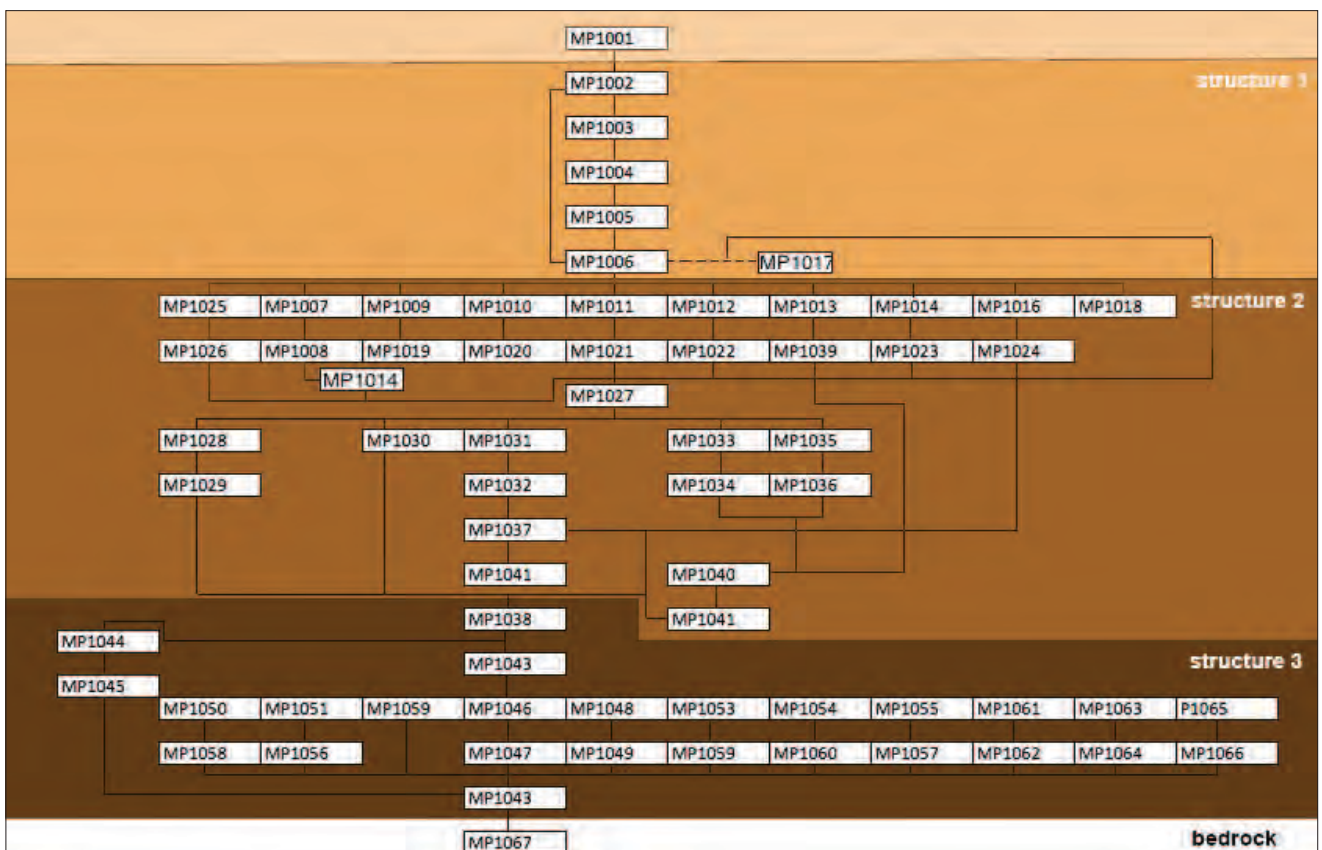 MP1001
MP1002 structure 1
MP1003
MP1004
MP1005
MP1006 MP1017
MP1025 MP1007 MP1009 MP1010 MP1011 MP1012 MP1013 MP1014 MP1016 MP1018 structure 2
MP1026 MP1008 MP1019 MP1020 MP1021 MP1022 MP1039 MP1023 MP1024
MP1014
MP1027
MP1028 MP1030 MP1031 MP1033 MP1035
MP1029 MP1032 MP1034 MP1036
MP1037
MP1041 MP1040
MP1038 MP1041
MP1044
MP1043 structure 3
MP1045
MP1050 MP1051 MP1059 MP1046 MP1048 MP1053 MP1054 MP1055 MP1061 MP1063 P1065
MP1058 MP1056 MP1047 MP1049 MP1059 MP1060 MP1057 MP1062 MP1064 MP1066
MP1043
MP1067 bedrock